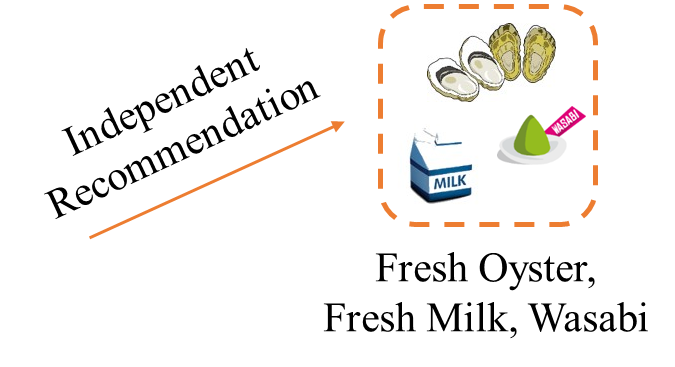 Independent
Recommendation
WASABI
MILK
Fresh Oyster,
Fresh Milk, Wasabi